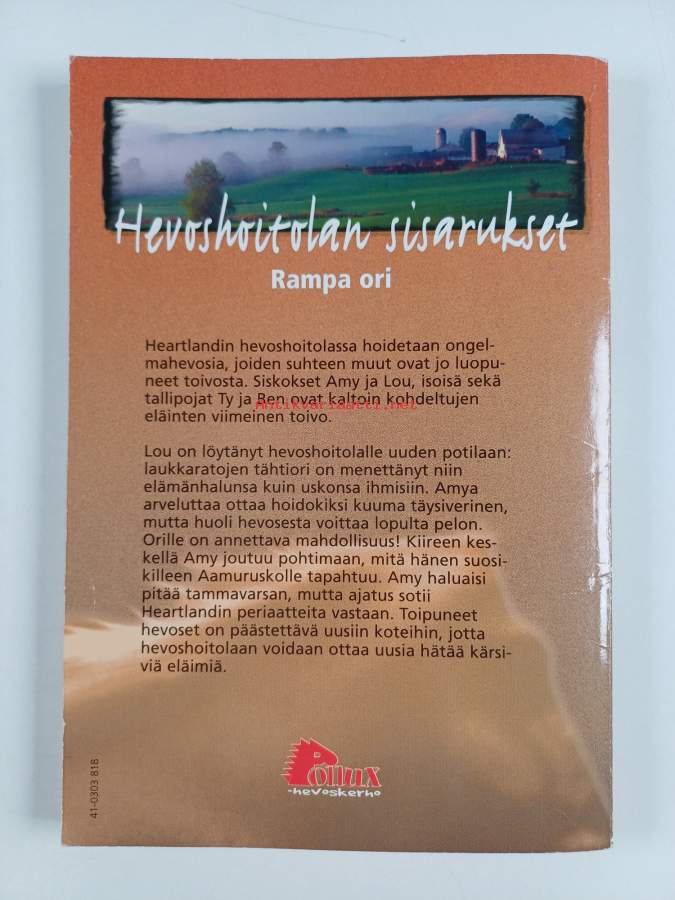 Hevoshoitolan sisarukset
Rampa ori
Heartlandin hevoshoitolassa hoidetaan ongel-
mahevosia, joiden suhteen muut ovat jo luopu-
neet toivosta. Siskokset Amy ja Lou, isoisä sekä
tallipojat Ty ja Ben ovat kaltoin kohdeltujen
Antikvariaatti.net
eläinten viimeinen toivo.
Lou on löytänyt hevoshoitolalle uuden potilaan:
laukkaratojen tähtiori on menettänyt niin
elämänhalunsa kuin uskonsa ihmisiin. Amya
arveluttaa ottaa hoidokiksi kuuma täysiverinen,
mutta huoli hevosesta voittaa lopulta pelon.
Orille on annettava mahdollisuus! Kiireen kes-
kellä Amy joutuu pohtimaan, mitä hänen suosi-
killeen Aamuruskolle tapahtuu. Amy haluaisi
pitää tammavarsan, mutta ajatus sotii
Heartlandin periaatteita vastaan. Toipuneet
hevoset on päästettävä uusiin koteihin, jotta
hevoshoitolaan voidaan ottaa uusia hätää kärsi-
viä eläimiä.
Pollux
-hevoskerho
41-0303 818